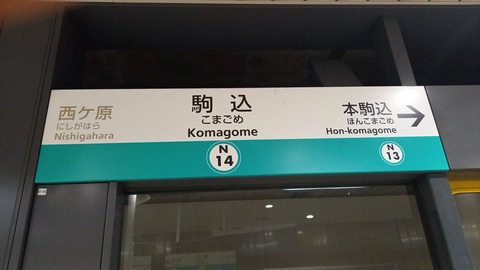 西ケ原
にしがはら
Nishigahara
駒込
こまごめ
Komagome
N
14
本駒込
ほんこまごめ
Hon-komagome
N
13